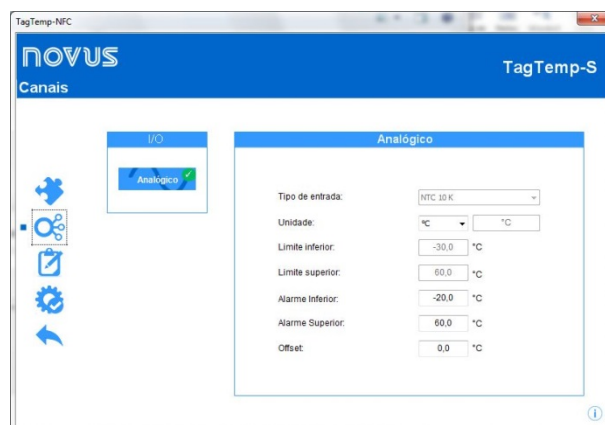 TagTemp-NFC
novus
TagTemp-S
Canais
I/O
Analógico
Analógico
Tipo de entrada: NTC 10 K
Unidade: ºC °C
Limite inferior: -30,0 °C
Limite superior: 60,0 °C
Alarme Inferior: -20,0 °C
Alarme Superior: 60,0 °C
Offset: 0,0 °C